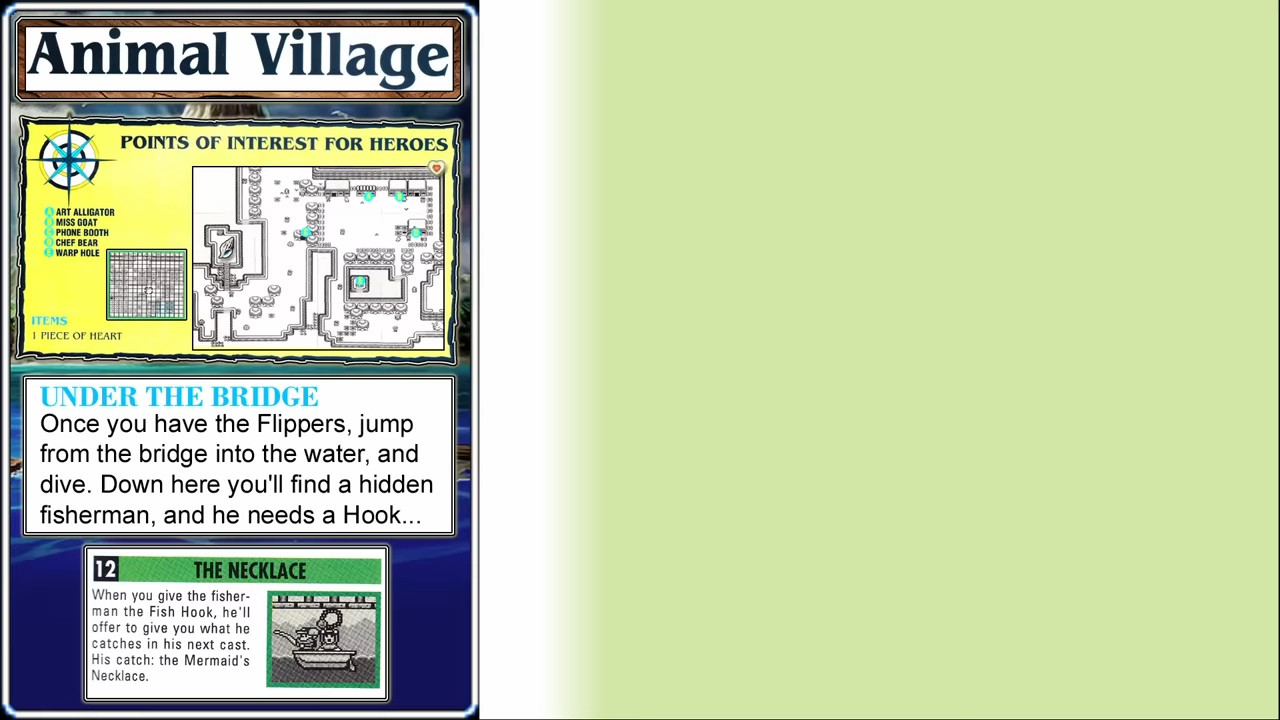 Animal Village
POINTS OF INTEREST FOR HEROES
A ART ALLIGATOR
B MISS GOAT
C PHONE BOOTH
D CHEF BEAR
E WARP HOLE
ITEMS
1 PIECE OF HEART
UNDER THE BRIDGE
Once you have the Flippers, jump
from the bridge into the water, and
dive. Down here you'll find a hidden
fisherman, and he needs a Hook...
12 THE NECKLACE
When you give the fisher-
man the Fish Hook, he'll
offer to give you what he
catches in his next cast.
His catch: the Mermaid's
Necklace.